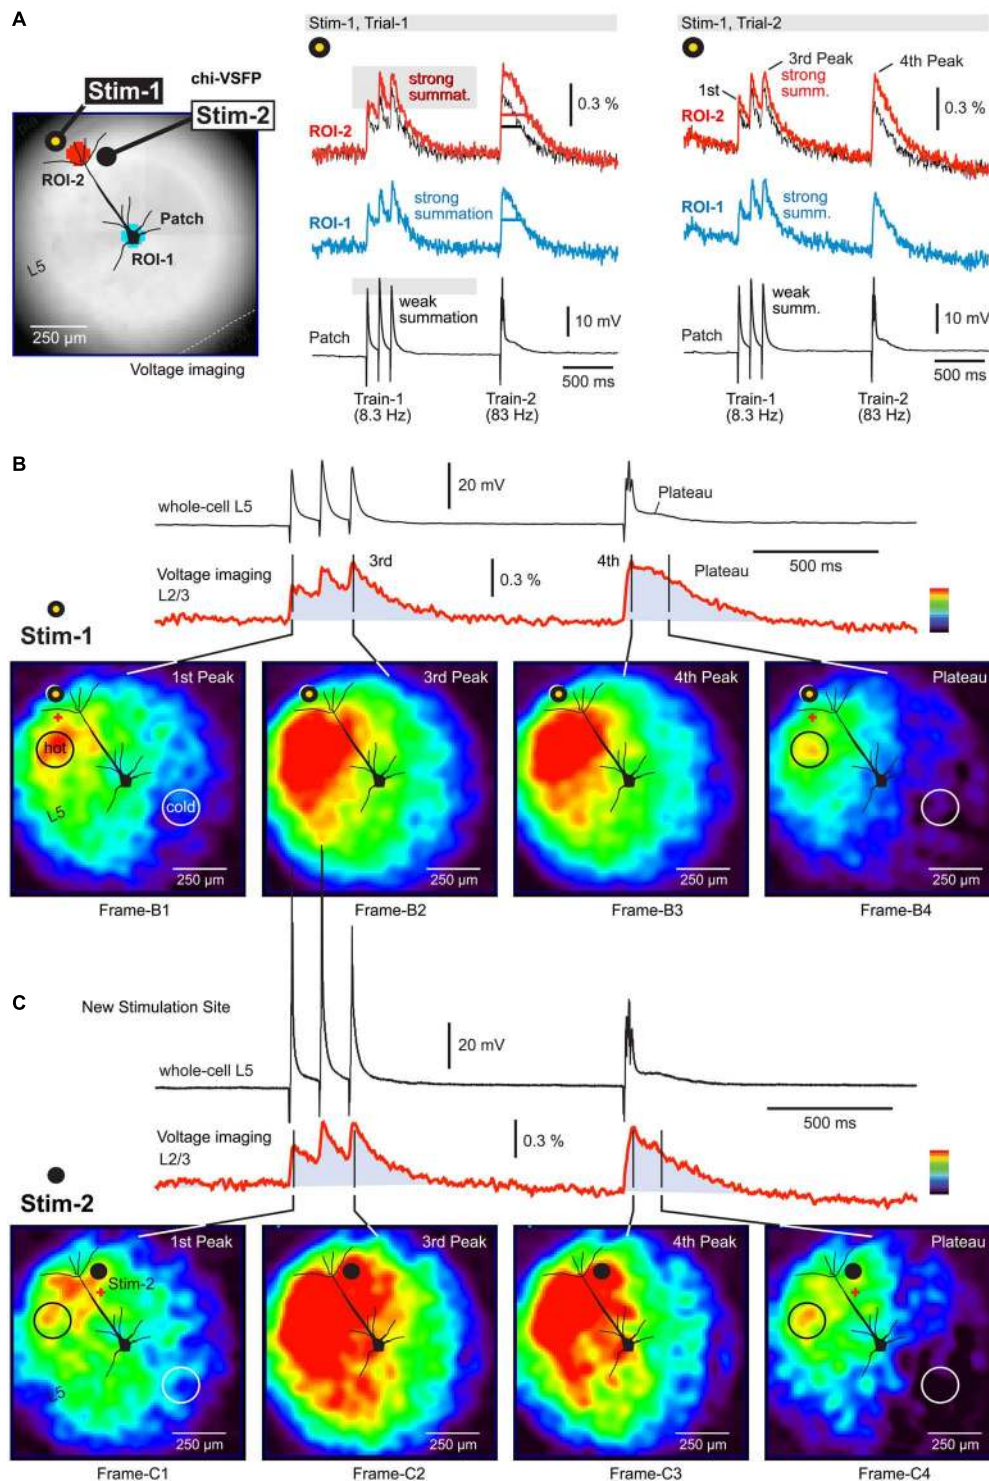 A
Stim-1, Trial-1
Stim-1, Trial-2
chi-VSFP
Stim-1
Stim-2
ROI-2
Patch
ROI-1
L5
250 µm
Voltage imaging
strong
summat.
ROI-2
0.3 %
strong
summation
ROI-1
weak
summation
Patch
10 mV
500 ms
Train-1
(8.3 Hz)
Train-2
(83 Hz)
1st
3rd Peak
strong
summ.
4th Peak
0.3 %
ROI-2
ROI-1
strong
summ.
weak
summ.
Patch
10 mV
500 ms
Train-1
(8.3 Hz)
Train-2
(83 Hz)
B
whole-cell L5
20 mV
Plateau
500 ms
Voltage imaging
L2/3
3rd
0.3 %
4th
Plateau
Stim-1
1st Peak
hot
cold
L5
250 µm
Frame-B1
3rd Peak
250 µm
Frame-B2
4th Peak
250 µm
Frame-B3
Plateau
250 µm
Frame-B4
C
New Stimulation Site
whole-cell L5
20 mV
500 ms
Voltage imaging
L2/3
0.3 %
Stim-2
1st Peak
Stim-2
L5
250 µm
Frame-C1
3rd Peak
250 µm
Frame-C2
4th Peak
250 µm
Frame-C3
Plateau
250 µm
Frame-C4